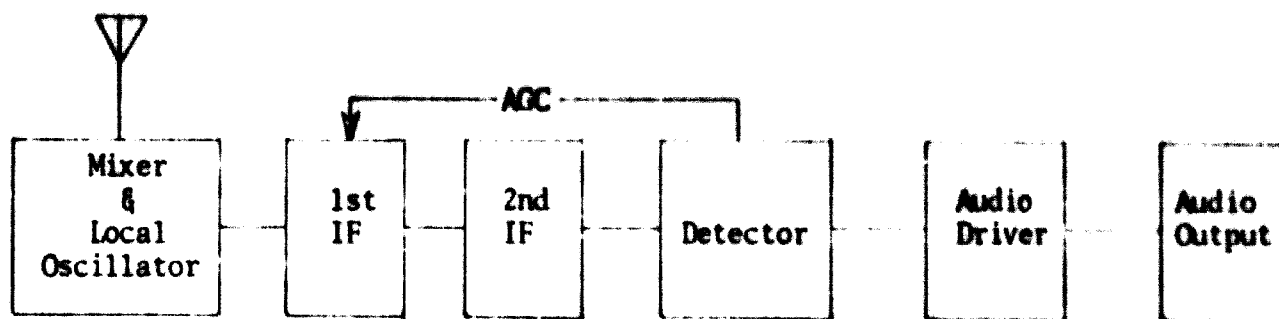 AGC
Mixer
&
Local
Oscillator
1st
IF
2nd
IF
Detector
Audio
Driver
Audio
Output